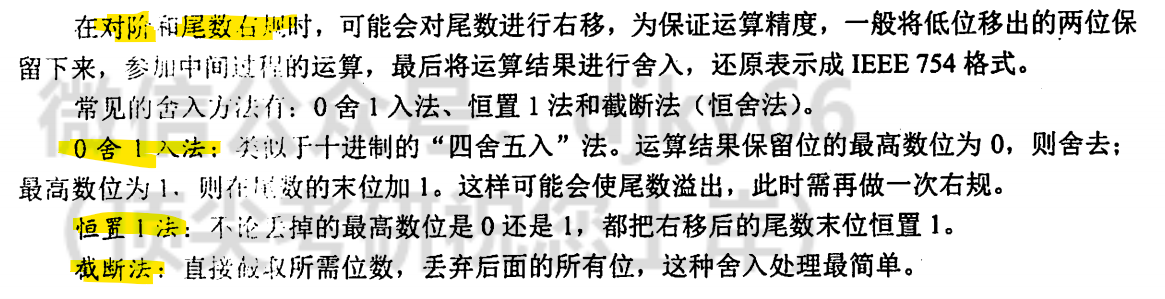 在对阶和尾数右规时，可能会对尾数进行右移，为保证运算精度，一般将低位移出的两位保
留下来，参加中间过程的运算，最后将运算结果进行舍入，还原表示成 IEEE 754 格式。
常见的舍入方法有：0 舍 1 入法、恒置 1 法和截断法（恒舍法）。
0 舍 1 入法：类似于十进制的“四舍五入”法。运算结果保留位的最高数位为 0，则舍去；
最高数位为 1，则在尾数的末位加 1。这样可能会使尾数溢出，此时需再做一次右规。
恒置 1 法：不论丢掉的最高数位是 0 还是 1，都把右移后的尾数末位恒置 1。
截断法：直接截取所需位数，丢弃后面的所有位，这种舍入处理最简单。
微信公众号